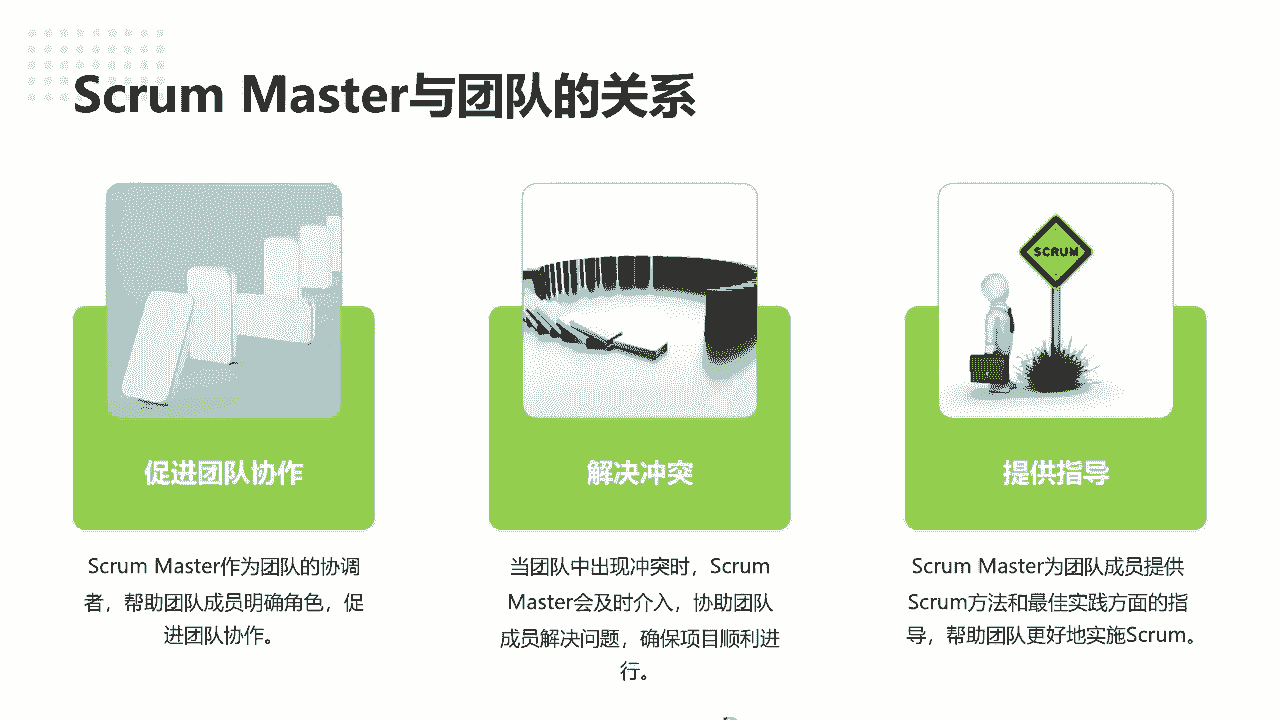 Scrum Master与团队的关系
SCRUM
促进团队协作
解决冲突
提供指导
Scrum Master作为团队的协调
者，帮助团队成员明确角色，促
进团队协作。
当团队中出现冲突时，Scrum
Master会及时介入，协助团队
成员解决问题，确保项目顺利进
行。
Scrum Master为团队成员提供
Scrum方法和最佳实践方面的指
导，帮助团队更好地实施Scrum。